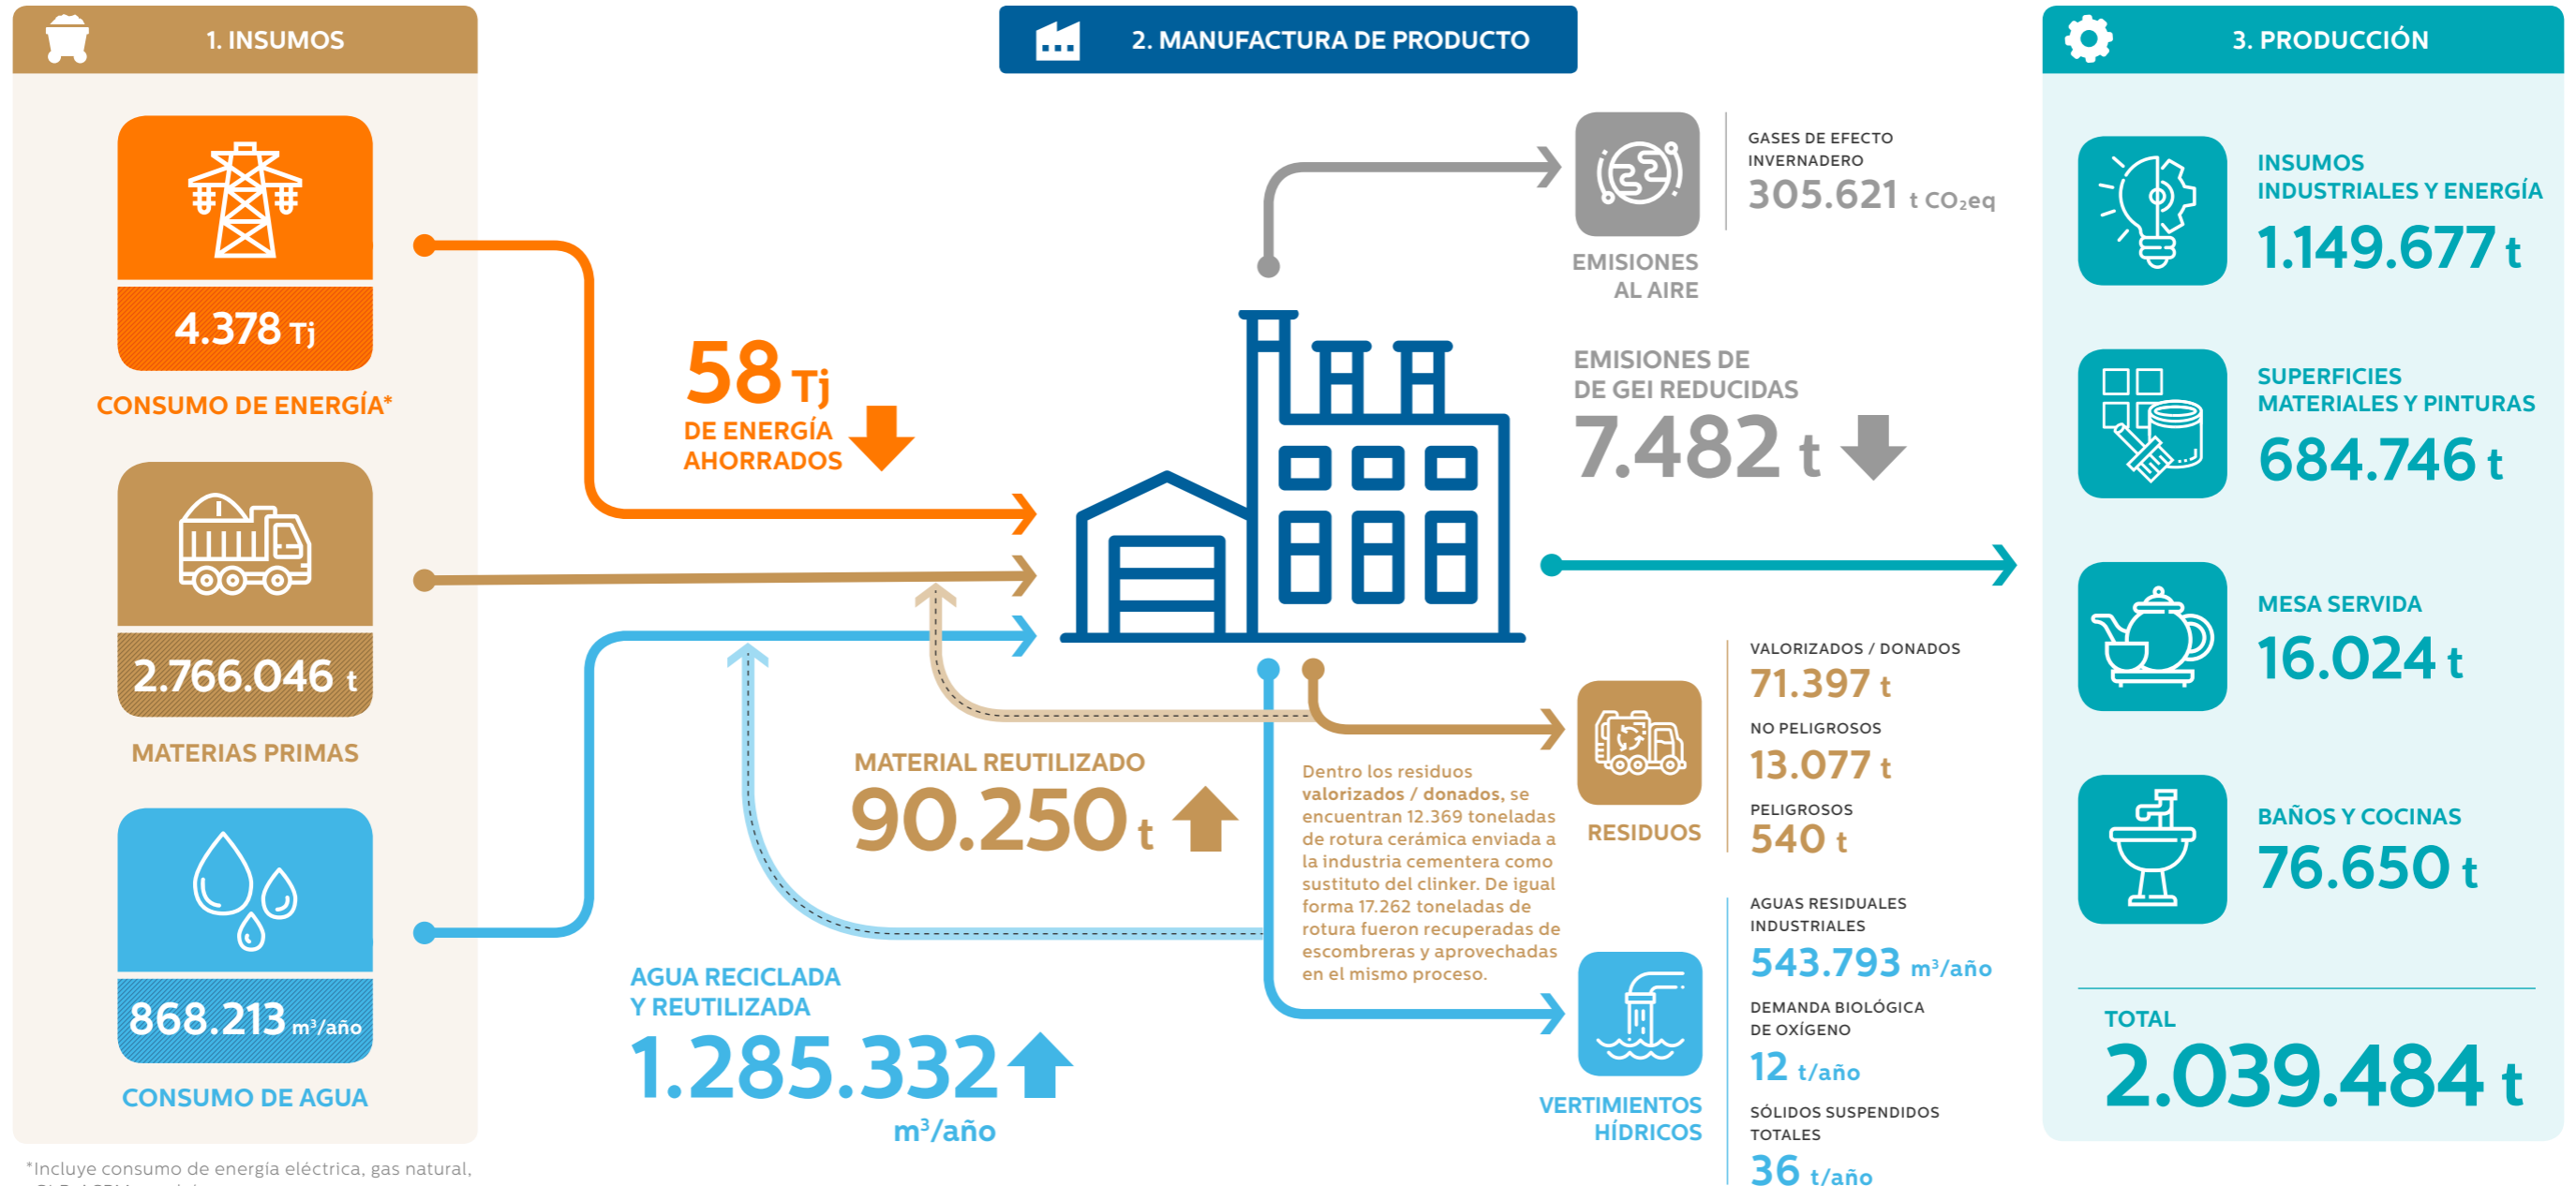 1. INSUMOS
4.378 Tj
CONSUMO DE ENERGÍA*
2.766.046 t
MATERIAS PRIMAS
868.213 m³/año
CONSUMO DE AGUA
*Incluye consumo de energía eléctrica, gas natural,
2. MANUFACTURA DE PRODUCTO
58 Tj
DE ENERGÍA
AHORRADOS
MATERIAL REUTILIZADO
90.250 t
AGUA RECICLADA
Y REUTILIZADA
1.285.332
m³/año
GASES DE EFECTO
INVERNADERO
305.621 t CO₂eq
EMISIONES
AL AIRE
EMISIONES DE
DE GEI REDUCIDAS
7.482 t
Dentro los residuos
valorizados / donados, se
encuentran 12.369 toneladas
de rotura cerámica enviada a
la industria cementera como
sustituto del clinker. De igual
forma 17.262 toneladas de
rotura fueron recuperadas de
escombreras y aprovechadas
en el mismo proceso.
RESIDUOS
VALORIZADOS / DONADOS
71.397 t
NO PELIGROSOS
13.077 t
PELIGROSOS
540 t
VERTIMIENTOS
HÍDRICOS
AGUAS RESIDUALES
INDUSTRIALES
543.793 m³/año
DEMANDA BIOLÓGICA
DE OXÍGENO
12 t/año
SÓLIDOS SUSPENDIDOS
TOTALES
36 t/año
3. PRODUCCIÓN
INSUMOS
INDUSTRIALES Y ENERGÍA
1.149.677 t
SUPERFICIES
MATERIALES Y PINTURAS
684.746 t
MESA SERVIDA
16.024 t
BAÑOS Y COCINAS
76.650 t
TOTAL
2.039.484 t